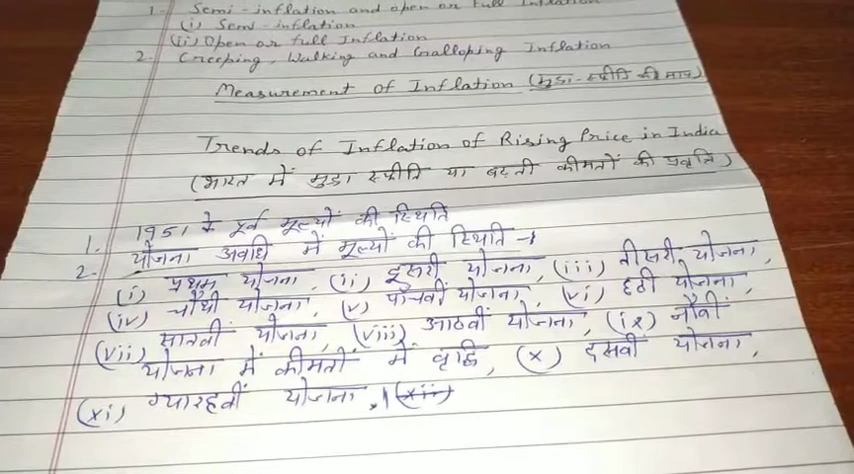 1. Semi-inflation and open or Full Inflation
(i) Semi-inflation
(ii) Open or full Inflation
2. Creeping, Walking and Galloping Inflation
Measurement of Inflation (मुद्रा-स्फीति की माप)
Trends of Inflation of Rising Price in India
(भारत में मुद्रा स्फीति या बढ़ती कीमतों की प्रवृति)
1. 1951 के पूर्व मूल्यों की स्थिति
2. योजना अवधि में मूल्यों की स्थिति →
(i) प्रथम योजना, (ii) दूसरी योजना, (iii) तीसरी योजना,
(iv) चौथी योजना, (v) पाँचवीं योजना, (vi) छठी योजना,
(vii) सातवीं योजना, (viii) आठवीं योजना, (ix) नौवीं
योजना में कीमतों में वृद्धि, (x) दसवीं योजना,
(xi) ग्यारहवीं योजना, । (xii)